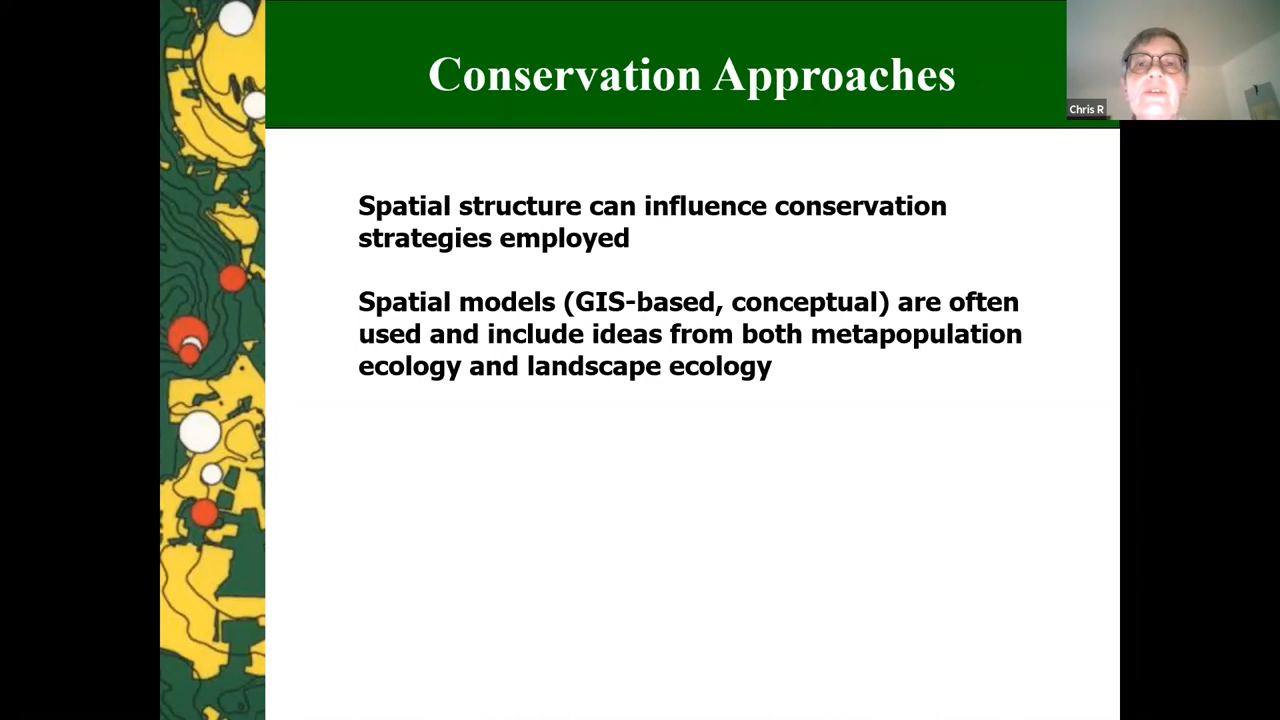 Conservation Approaches
Chris R
Spatial structure can influence conservation
strategies employed
Spatial models (GIS-based, conceptual) are often
used and include ideas from both metapopulation
ecology and landscape ecology